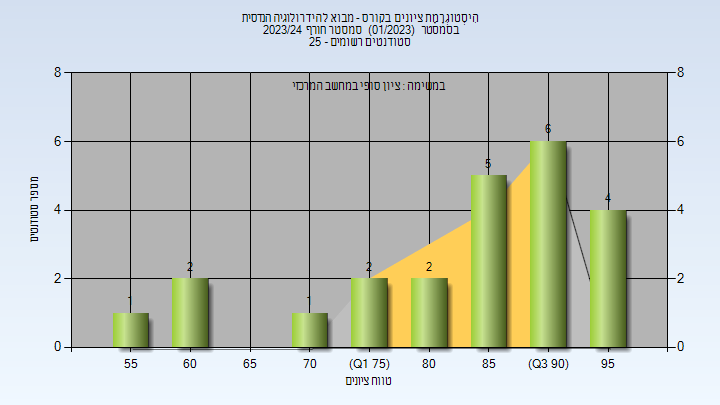 היסטוגרמת ציונים בקורס - מבוא להידרולוגיה הנדסית
בסמסטר (01/2023) סמסטר חורף 2023/24
סטודנטים רשומים - 25
במשימה : ציון סופי במחשב המרכזי
8 8
6 6
4 4
2 2
0 0
1 2 1 2 2 5 6 4
מספר סטודנטים
55 60 65 70 (Q1 75) 80 85 (Q3 90) 95
טווח ציונים